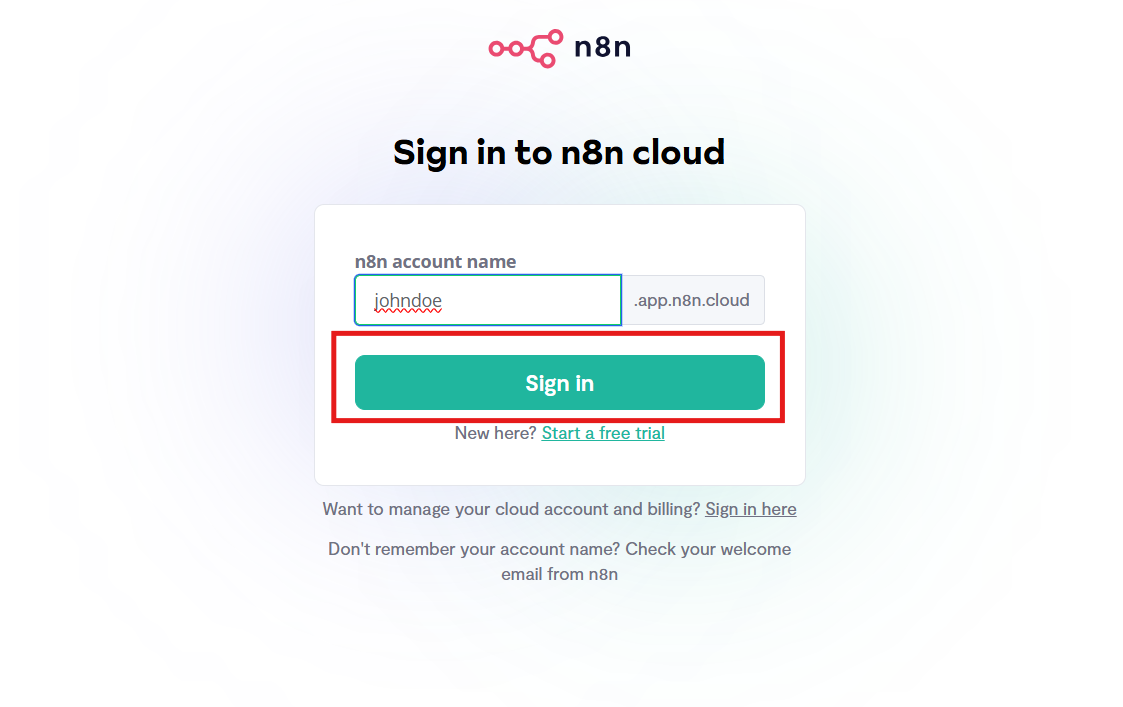 n8n
Sign in to n8n cloud
n8n account name
johndoe .app.n8n.cloud
Sign in
New here? Start a free trial
Want to manage your cloud account and billing? Sign in here
Don't remember your account name? Check your welcome
email from n8n